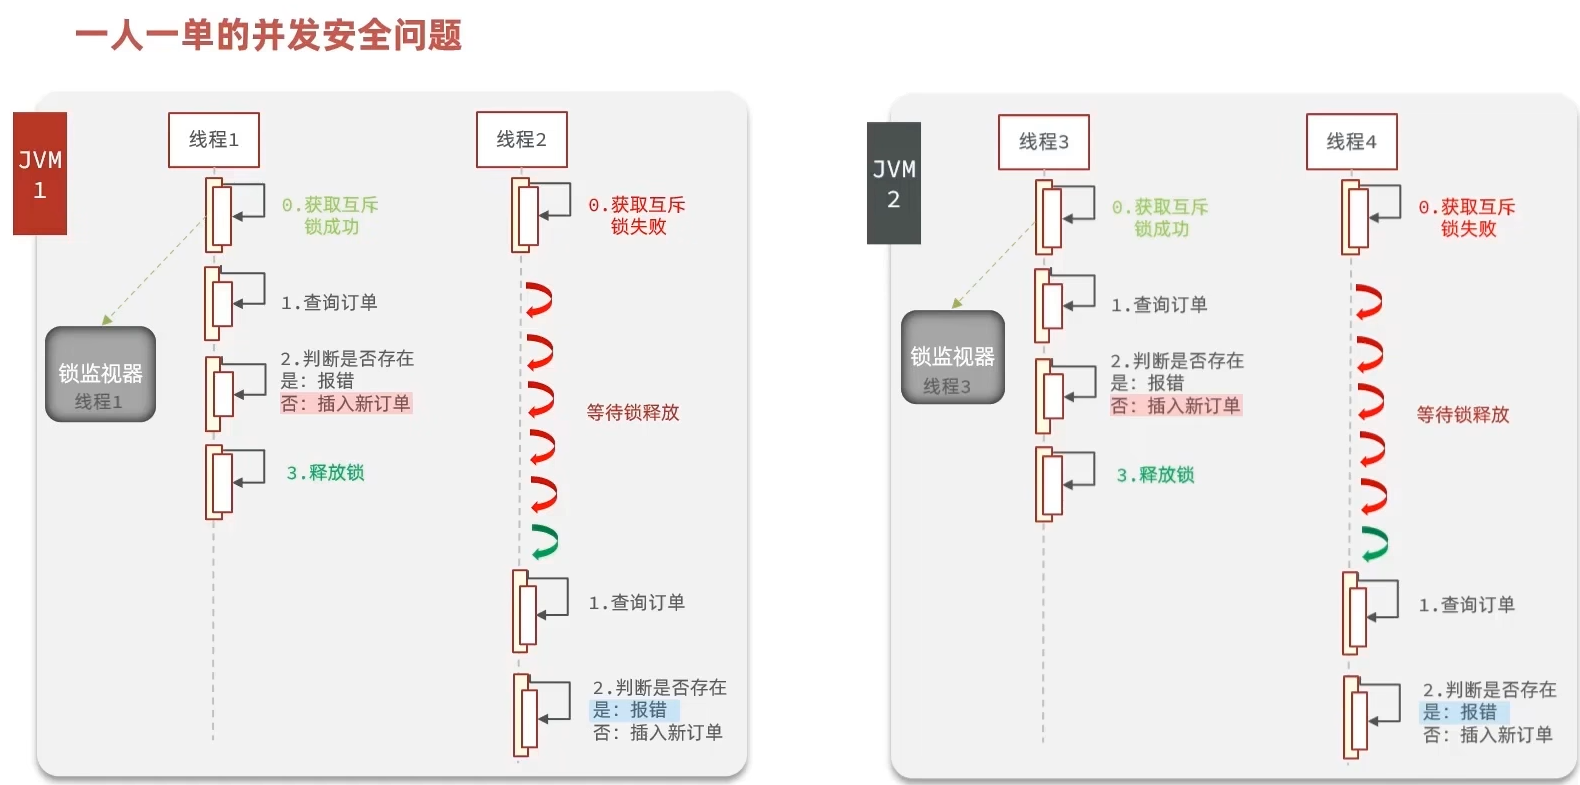 一人一单的并发安全问题
JVM
1
线程1
线程2
0.获取互斥
锁成功
0.获取互斥
锁失败
1.查询订单
锁监视器
线程1
2.判断是否存在
是：报错
否：插入新订单
等待锁释放
3.释放锁
1.查询订单
2.判断是否存在
是：报错
否：插入新订单
JVM
2
线程3
线程4
0.获取互斥
锁成功
0.获取互斥
锁失败
1.查询订单
锁监视器
线程3
2.判断是否存在
是：报错
否：插入新订单
等待锁释放
3.释放锁
1.查询订单
2.判断是否存在
是：报错
否：插入新订单